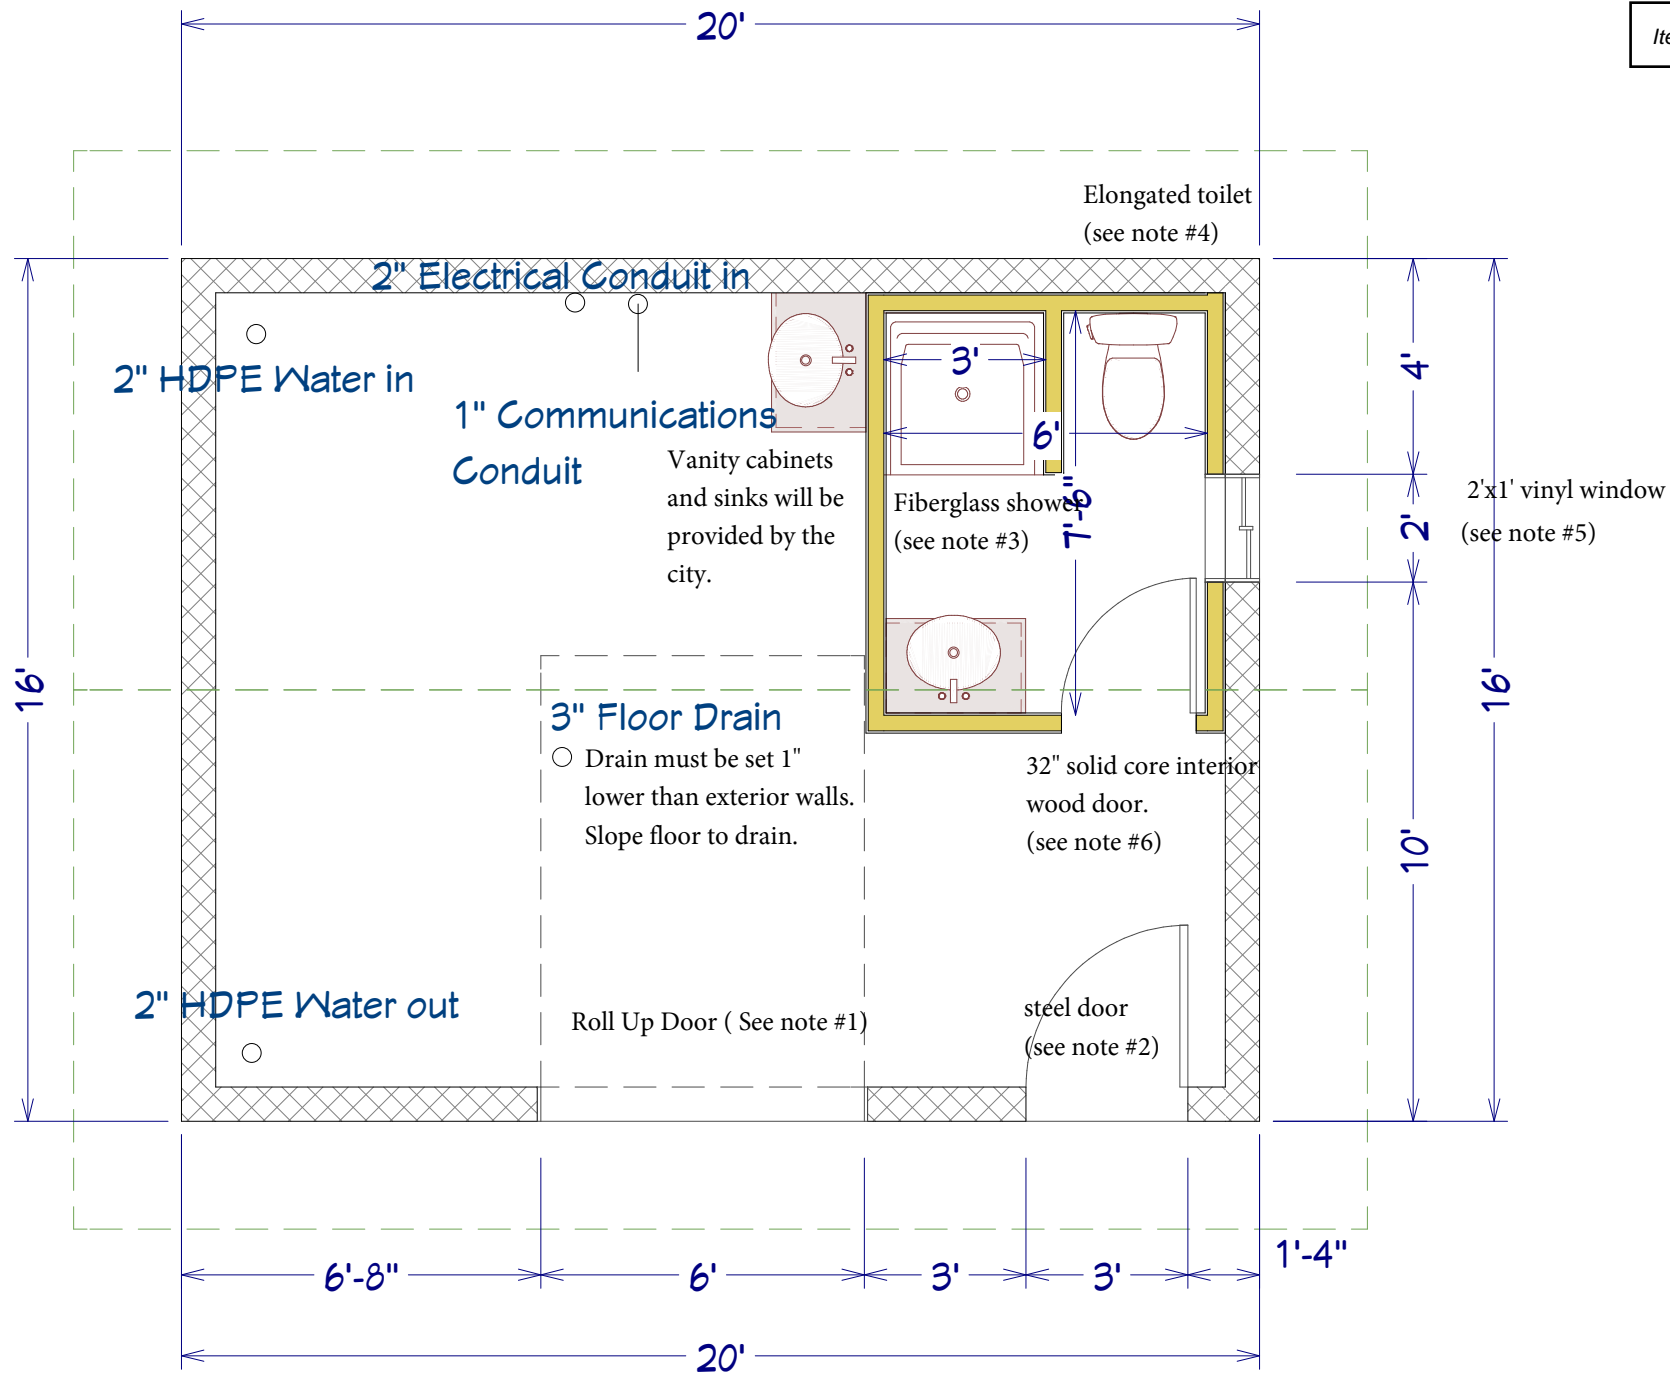 20'
Ite
Elongated toilet
(see note #4)
2" Electrical Conduit in
2" HDPE Water in
3'
4'
1" Communications
Conduit
6'
Vanity cabinets
and sinks will be
provided by the
city.
Fiberglass shower
(see note #3)
7'-6"
2'
2'x1' vinyl window
(see note #5)
16'
16'
3" Floor Drain
Drain must be set 1"
lower than exterior walls.
Slope floor to drain.
32" solid core interior
wood door.
(see note #6)
10'
2" HDPE Water out
Roll Up Door ( See note #1)
steel door
(see note #2)
6'-8"
6'
3'
3'
1'-4"
20'